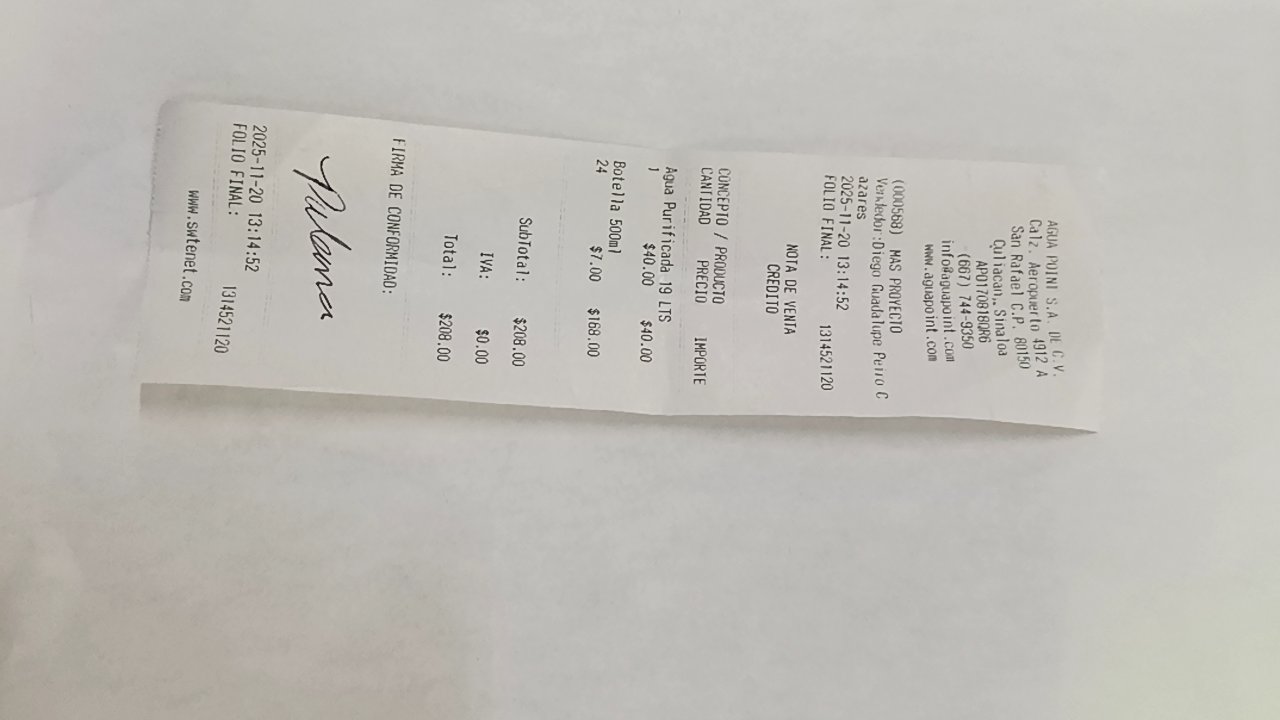 AGUA POINT S.A. DE C.V.
Calz. Aeropuerto 4912 A
San Rafael C.P. 80150
Culiacan, Sinaloa
APO170818QR6
(667) 744-9350
info@aguapoint.com
www.aguapoint.com
(000568) MAS PROYECTO
Vendedor:Diego Guadalupe Peiro C
azares
2025-11-20 13:14:52
FOLIO FINAL: 1314521120
NOTA DE VENTA
CREDITO
CONCEPTO / PRODUCTO
CANTIDAD PRECIO IMPORTE
Agua Purificada 19 LTS
1 $40.00 $40.00
Botella 500ml
24 $7.00 $168.00
SubTotal: $208.00
IVA: $0.00
Total: $208.00
FIRMA DE CONFORMIDAD:
2025-11-20 13:14:52
FOLIO FINAL: 1314521120
www.swtenet.com